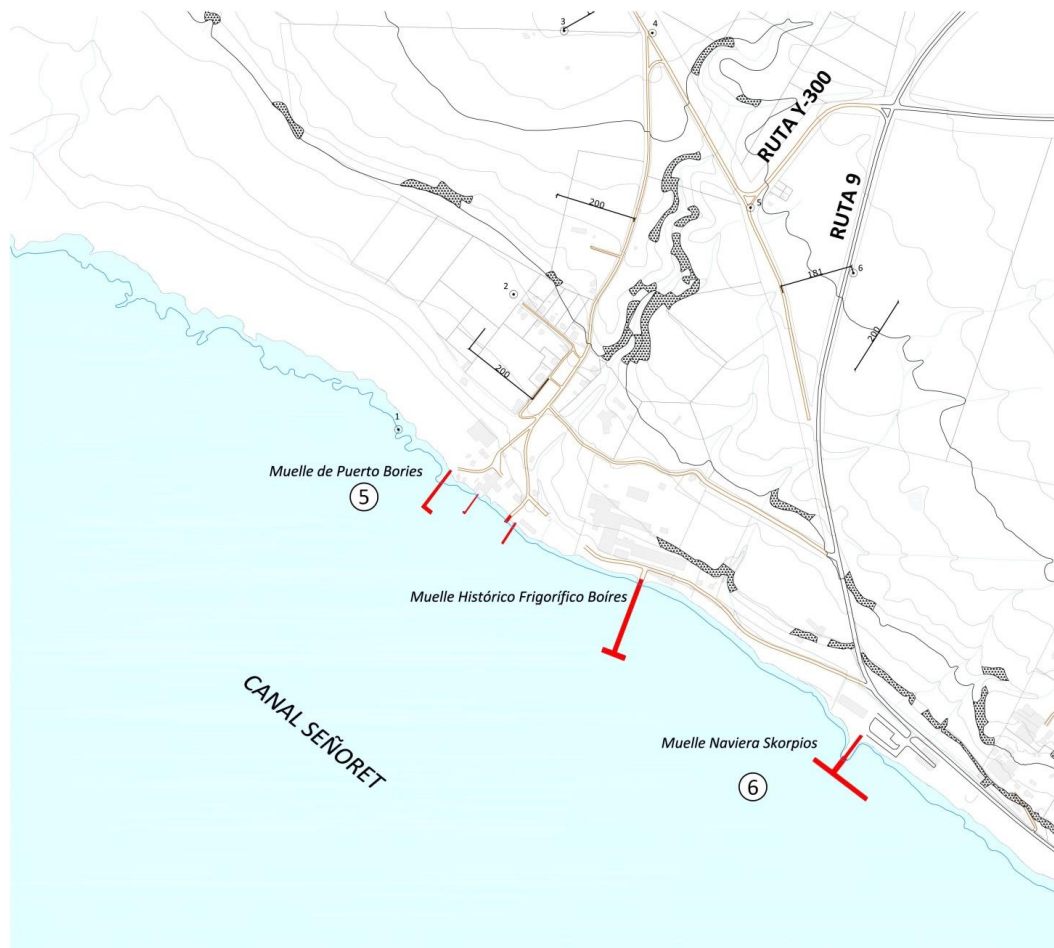 3
4
RUTA Y-300
5
RUTA 9
200
181
6
2
200
200
1
Muelle de Puerto Bories
5
Muelle Histórico Frigorífico Boíres
CANAL SEÑORET
Muelle Naviera Skorpios
6